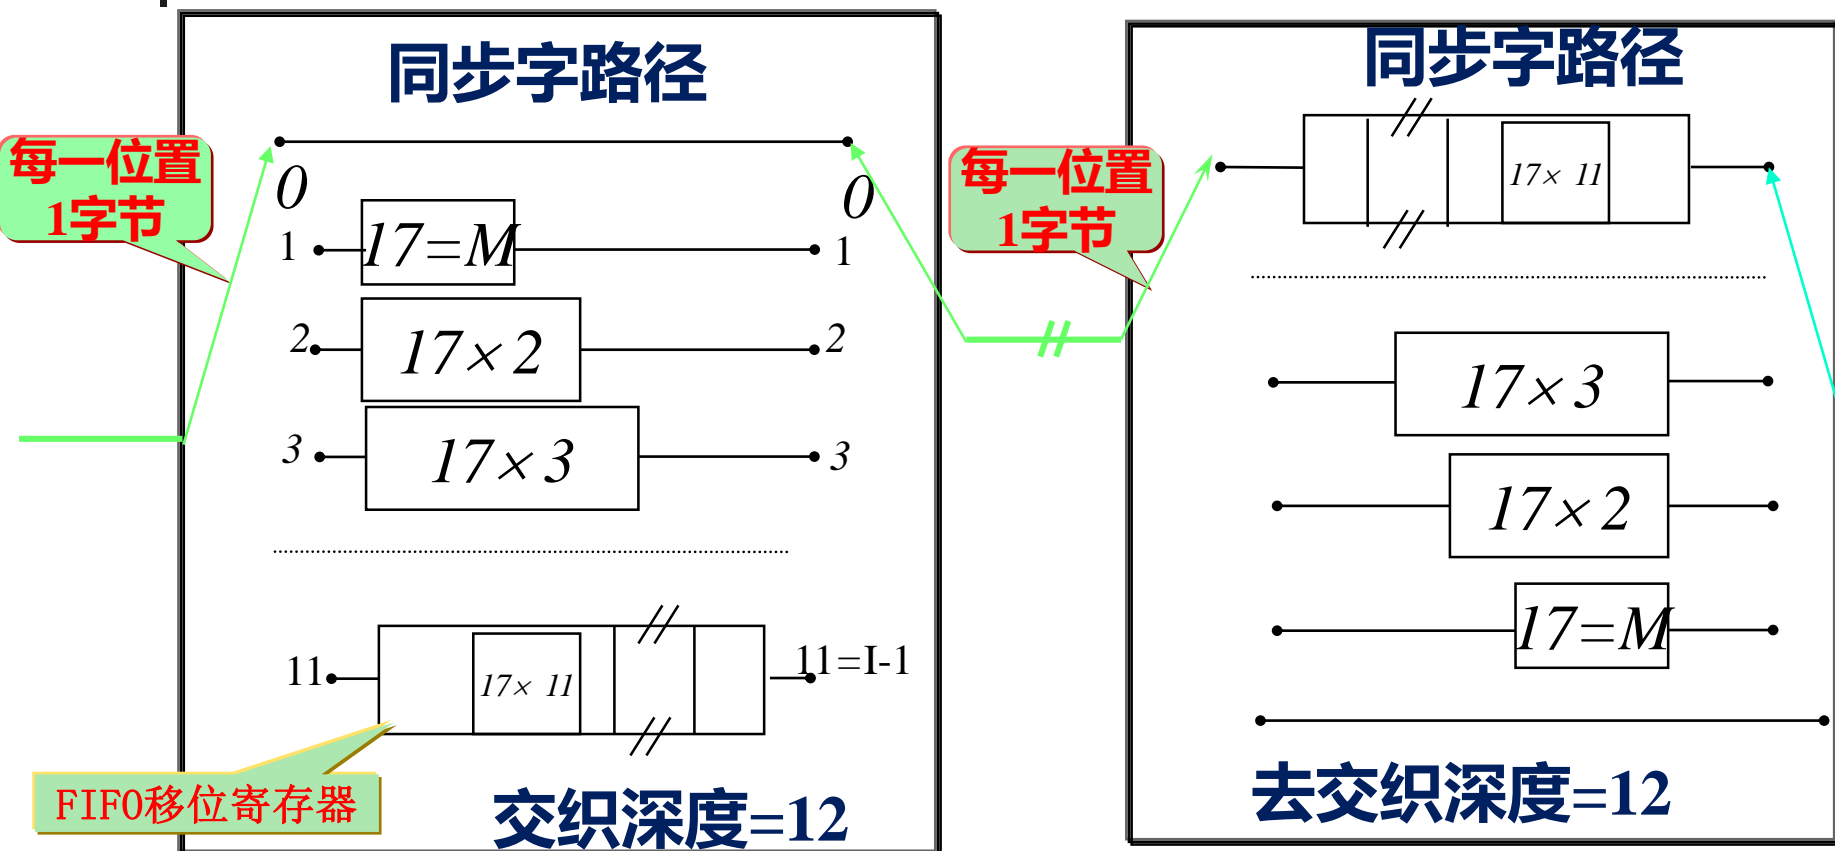 同步字路径
每一位置
1字节
0
0
1
17=M
1
2
17×2
2
3
17×3
3
11
17× 11
11=I-1
FIFO移位寄存器
交织深度=12
同步字路径
每一位置
1字节
17× 11
17×3
17×2
17=M
去交织深度=12